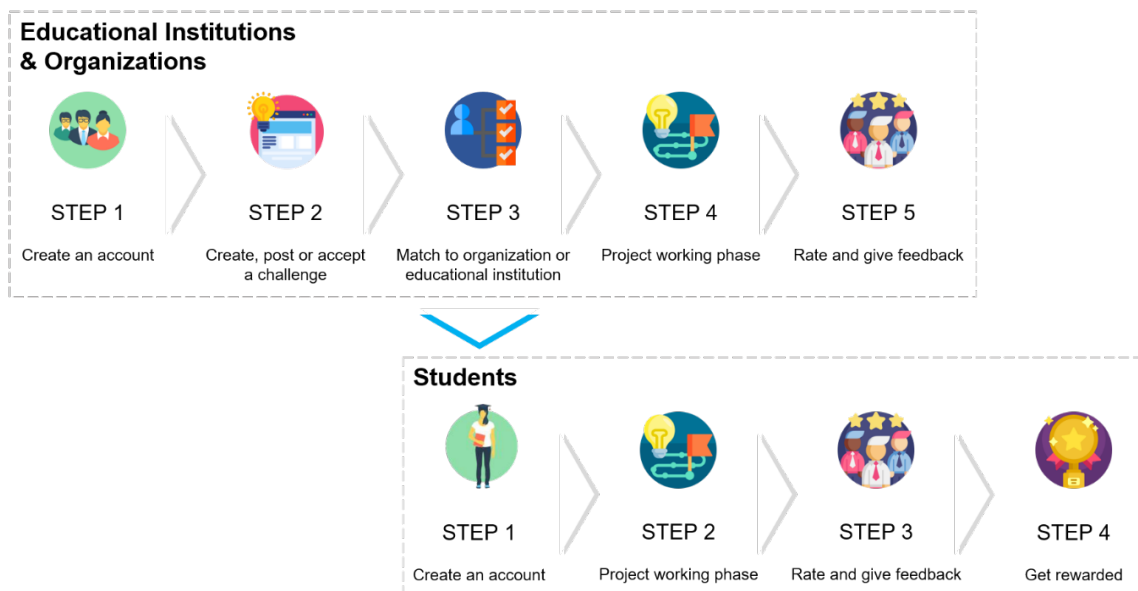 Educational Institutions
& Organizations
STEP 1
STEP 2
STEP 3
STEP 4
STEP 5
Create an account
Create, post or accept
a challenge
Match to organization or
educational institution
Project working phase
Rate and give feedback
Students
STEP 1
STEP 2
STEP 3
STEP 4
Create an account
Project working phase
Rate and give feedback
Get rewarded